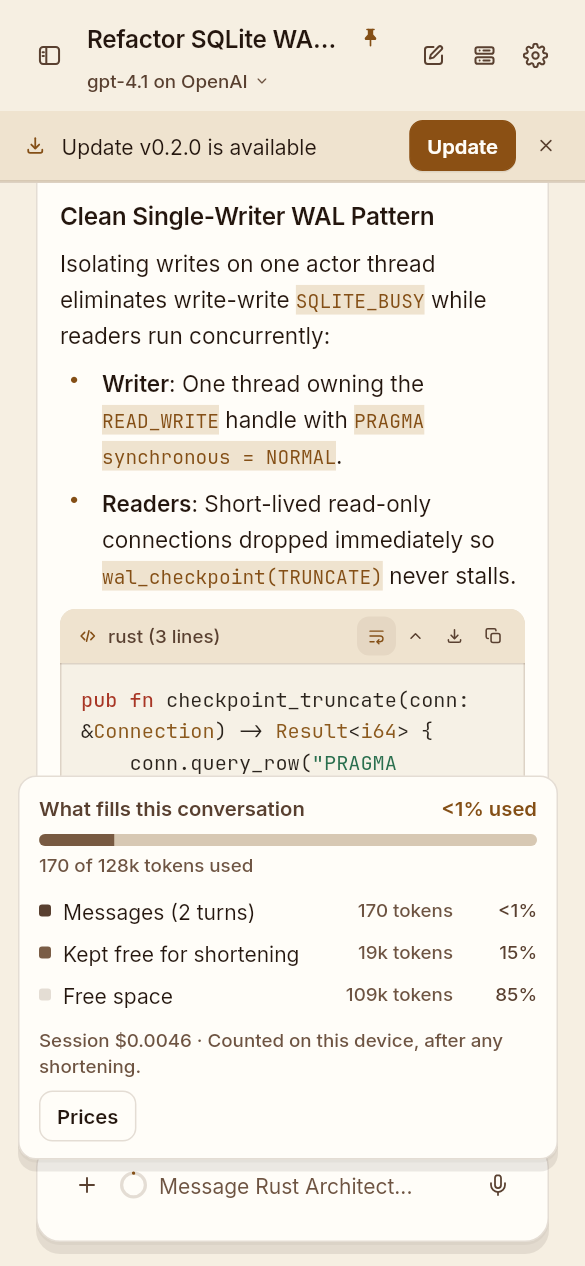 Refactor SQLite WA...
gpt-4.1 on OpenAI
Update v0.2.0 is available
Update
Clean Single-Writer WAL Pattern
Isolating writes on one actor thread
eliminates write-write SQLITE_BUSY while
readers run concurrently:
• Writer: One thread owning the
READ_WRITE handle with PRAGMA
synchronous = NORMAL.
• Readers: Short-lived read-only
connections dropped immediately so
wal_checkpoint(TRUNCATE) never stalls.
rust (3 lines)
pub fn checkpoint_truncate(conn:
&Connection) -> Result<i64> {
conn.query_row("PRAGMA
What fills this conversation <1% used
170 of 128k tokens used
Messages (2 turns) 170 tokens <1%
Kept free for shortening 19k tokens 15%
Free space 109k tokens 85%
Session $0.0046 · Counted on this device, after any
shortening.
Prices
Message Rust Architect...